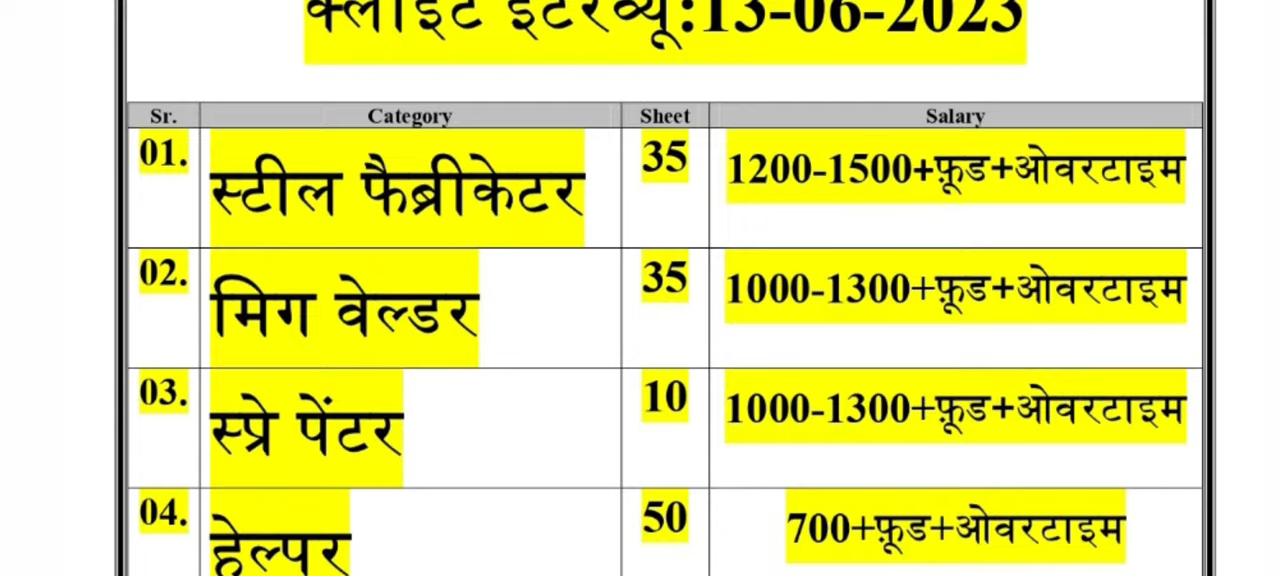 क्लाइंट इंटरव्यू:13-06-2023
Sr. Category Sheet Salary
01. स्टील फैब्रीकेटर 35 1200-1500+फ़ूड+ओवरटाइम
02. मिग वेल्डर 35 1000-1300+फ़ूड+ओवरटाइम
03. स्प्रे पेंटर 10 1000-1300+फ़ूड+ओवरटाइम
04. हेल्पर 50 700+फ़ूड+ओवरटाइम